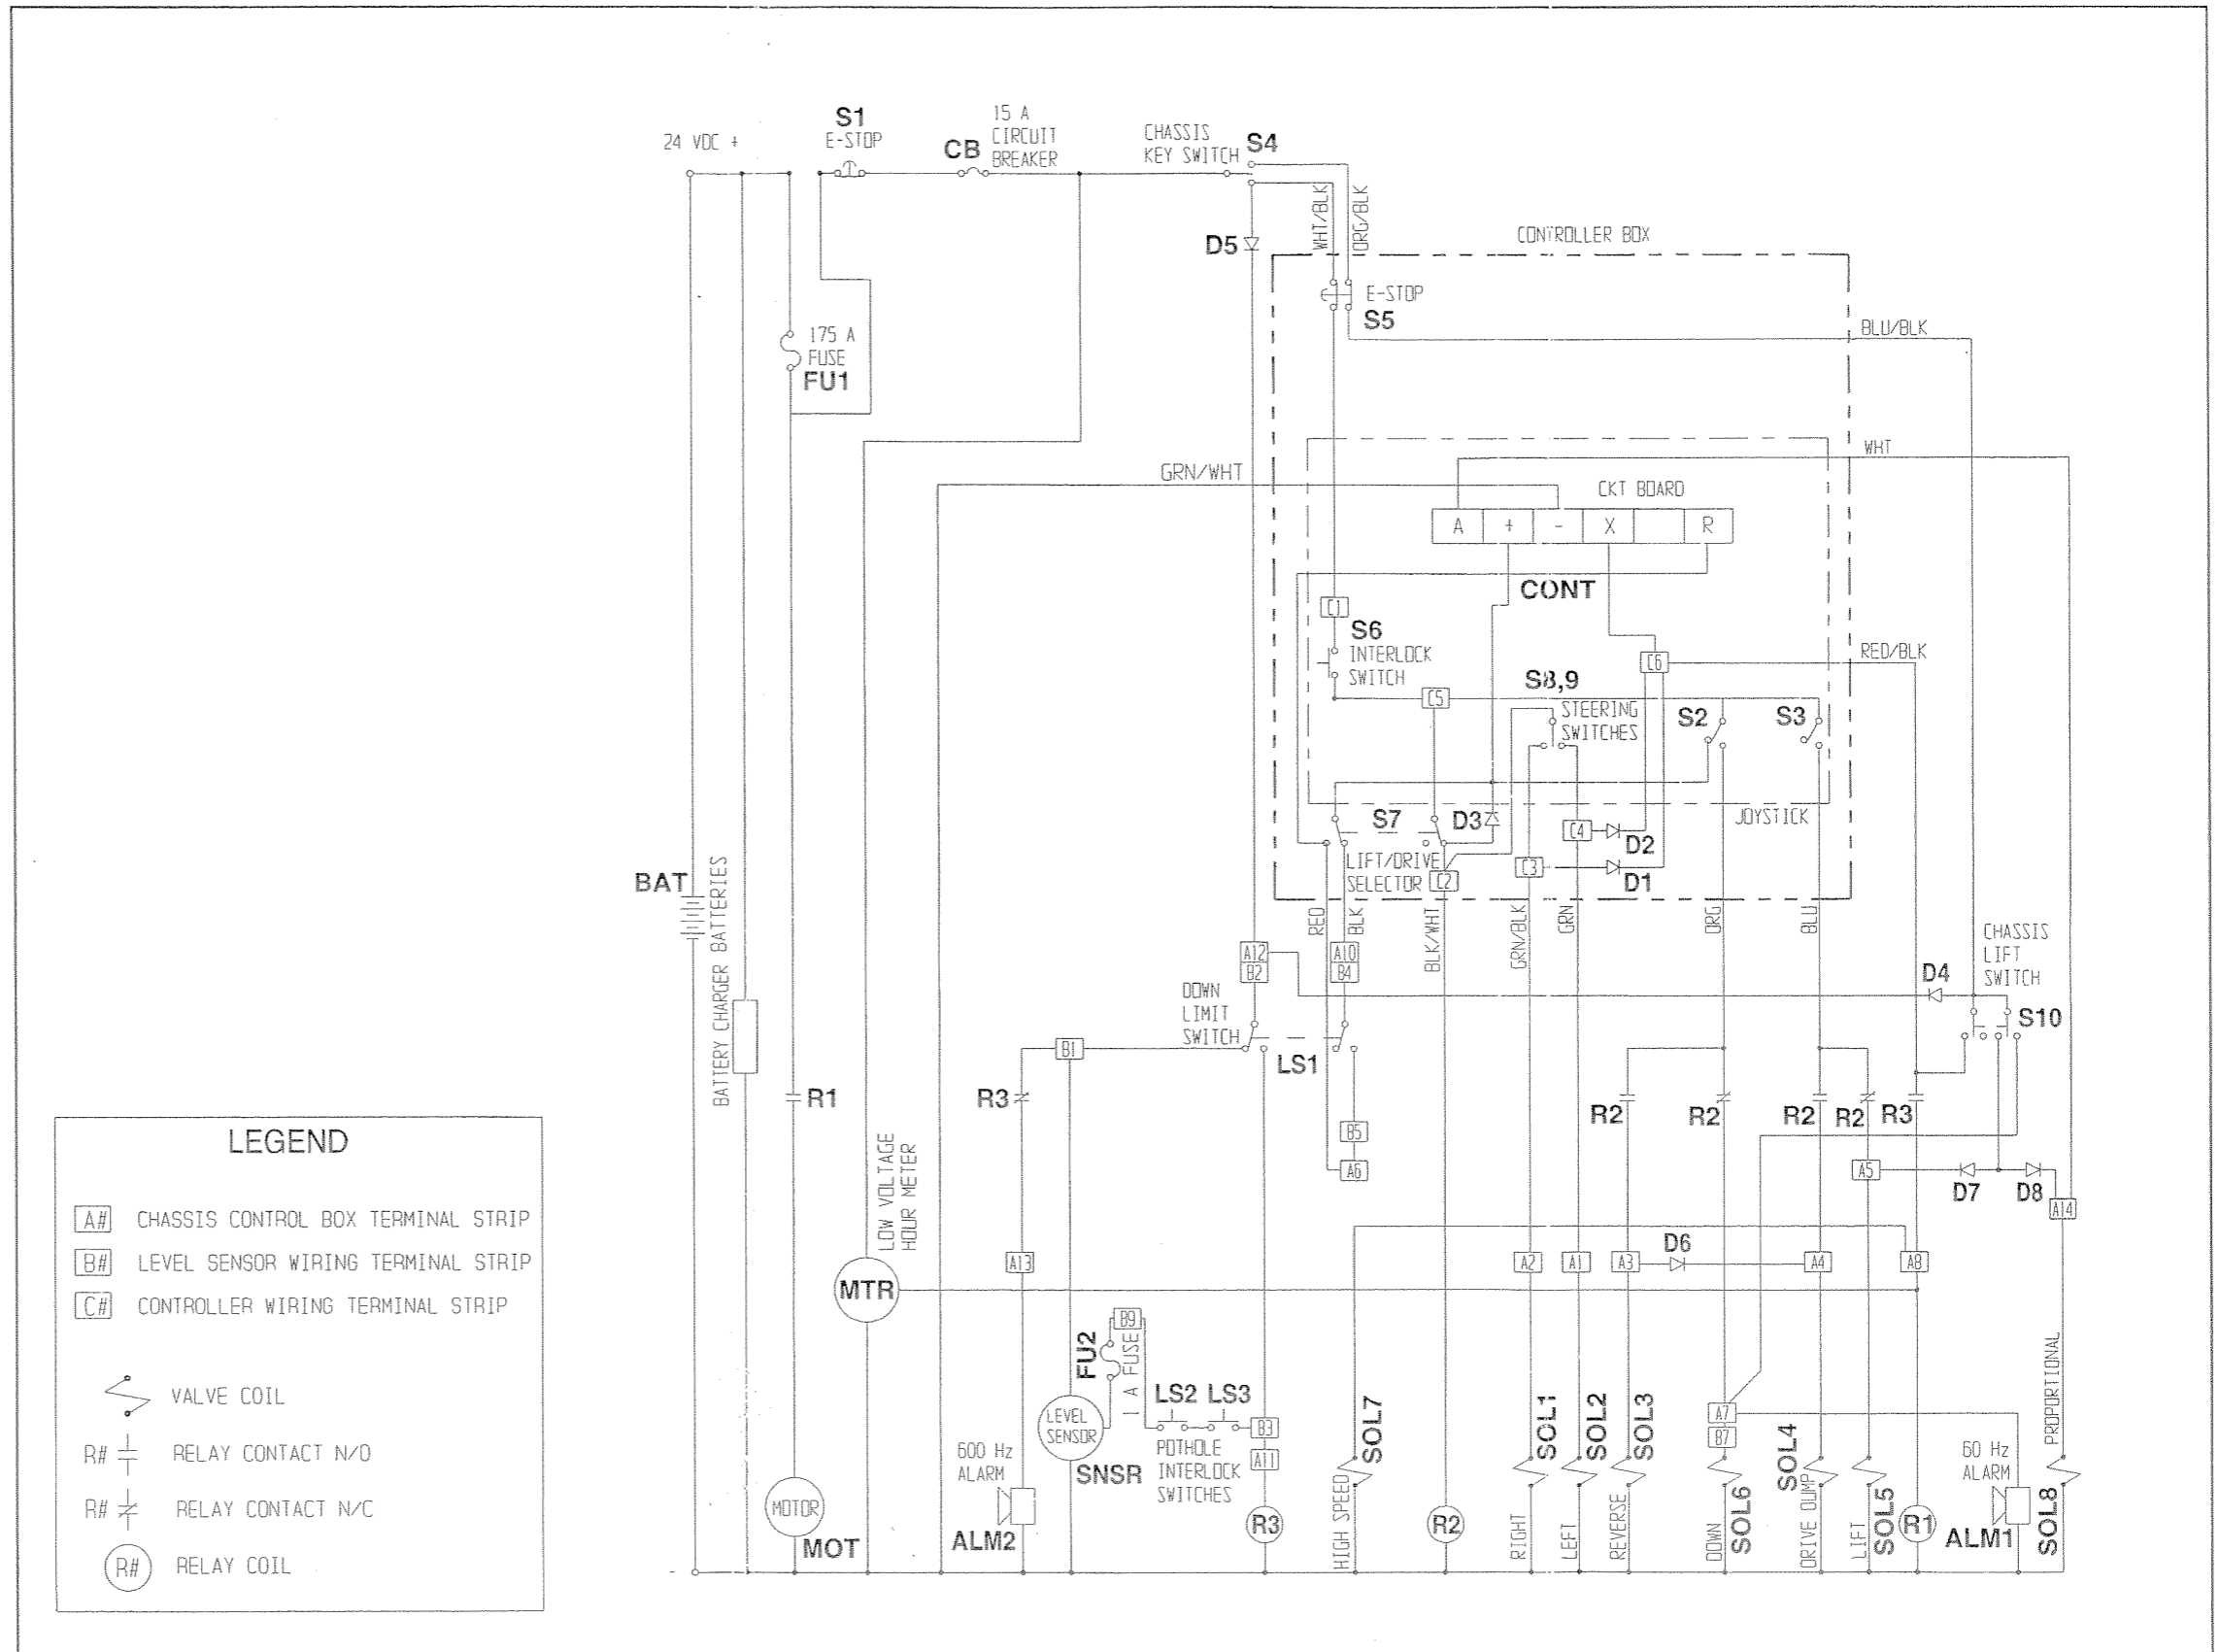 S1
E-STOP
24 VDC +
CB
15 A
CIRCUIT
BREAKER
CHASSIS
KEY SWITCH
S4
WHT/BLK
ORG/BLK
D5
CONTROLLER BOX
E-STOP
S5
BLU/BLK
175 A
FUSE
FU1
WHT
GRN/WHT
CKT BOARD
A
+
-
X
R
CONT
C1
S6
INTERLOCK
SWITCH
C6
RED/BLK
C5
S8,9
STEERING
SWITCHES
S2
S3
S7
D3
JOYSTICK
C4
D2
LIFT/DRIVE
SELECTOR
C2
C3
D1
BAT
BATTERY CHARGER BATTERIES
RED
BLK
BLK/WHT
GRN/BLK
GRN
ORG
BLU
CHASSIS
LIFT
SWITCH
A12
B2
A10
B4
D4
DOWN
LIMIT
SWITCH
S10
B1
LS1
R1
R3
R2
R2
R2
R2
R3
B5
A6
A5
D7
D8
A14
LOW VOLTAGE
HOUR METER
LEGEND
A# CHASSIS CONTROL BOX TERMINAL STRIP
B# LEVEL SENSOR WIRING TERMINAL STRIP
C# CONTROLLER WIRING TERMINAL STRIP
VALVE COIL
R# RELAY CONTACT N/O
R# RELAY CONTACT N/C
R# RELAY COIL
A13
A2
A1
A3
D6
A4
A8
MTR
B9
FU2
1 A FUSE
LS2
LS3
B3
A11
LEVEL
SENSOR
SNSR
POTHOLE
INTERLOCK
SWITCHES
600 Hz
ALARM
ALM2
MOTOR
MOT
R3
SOL7
HIGH SPEED
R2
SOL1
RIGHT
SOL2
LEFT
SOL3
REVERSE
A7
B7
SOL6
DOWN
SOL4
DRIVE DUMP
SOL5
LIFT
R1
60 Hz
ALARM
ALM1
SOL8
PROPORTIONAL
-